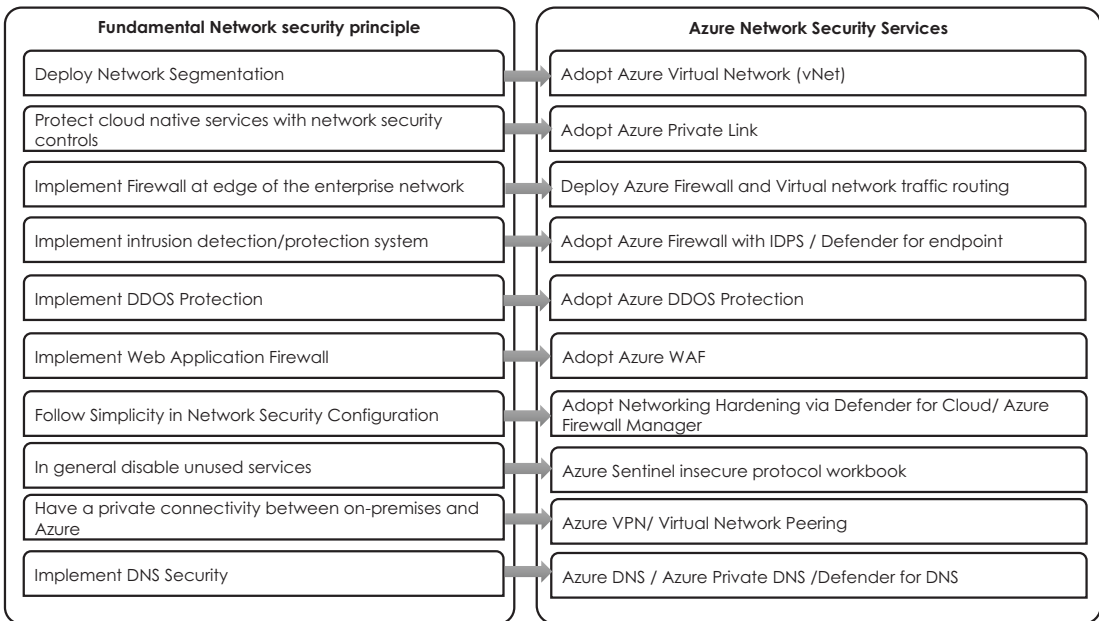 Fundamental Network security principle
Azure Network Security Services
Deploy Network Segmentation
Adopt Azure Virtual Network (vNet)
Protect cloud native services with network security
controls
Adopt Azure Private Link
Implement Firewall at edge of the enterprise network
Deploy Azure Firewall and Virtual network traffic routing
Implement intrusion detection/protection system
Adopt Azure Firewall with IDPS / Defender for endpoint
Implement DDOS Protection
Adopt Azure DDOS Protection
Implement Web Application Firewall
Adopt Azure WAF
Follow Simplicity in Network Security Configuration
Adopt Networking Hardening via Defender for Cloud/ Azure
Firewall Manager
In general disable unused services
Azure Sentinel insecure protocol workbook
Have a private connectivity between on-premises and
Azure
Azure VPN/ Virtual Network Peering
Implement DNS Security
Azure DNS / Azure Private DNS /Defender for DNS